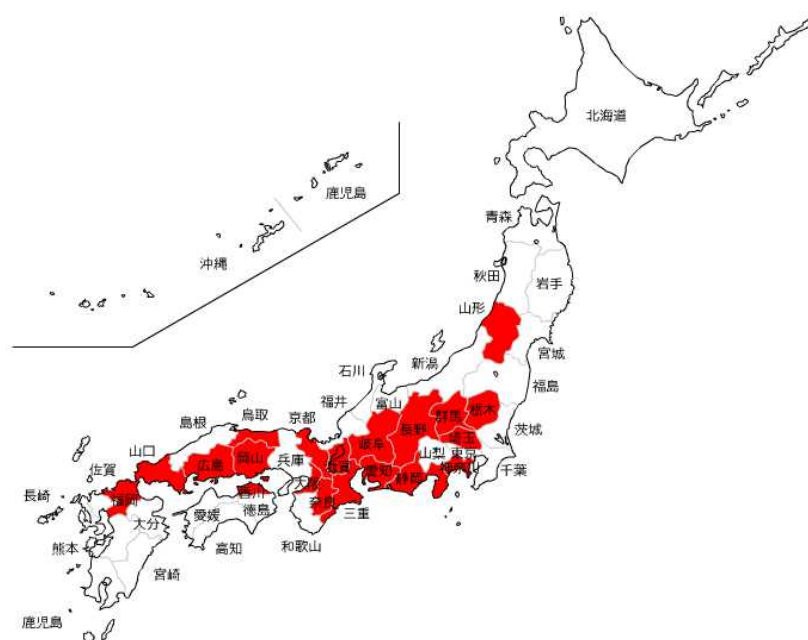 北海道
青森
秋田
岩手
山形
宮城
福島
新潟
石川
富山
福井
長野
群馬
栃木
茨城
埼玉
山梨
東京
千葉
神奈川
静岡
岐阜
愛知
滋賀
三重
奈良
和歌山
大阪
京都
兵庫
鳥取
島根
岡山
広島
山口
香川
徳島
愛媛
高知
福岡
佐賀
長崎
大分
熊本
宮崎
鹿児島
鹿児島
沖縄